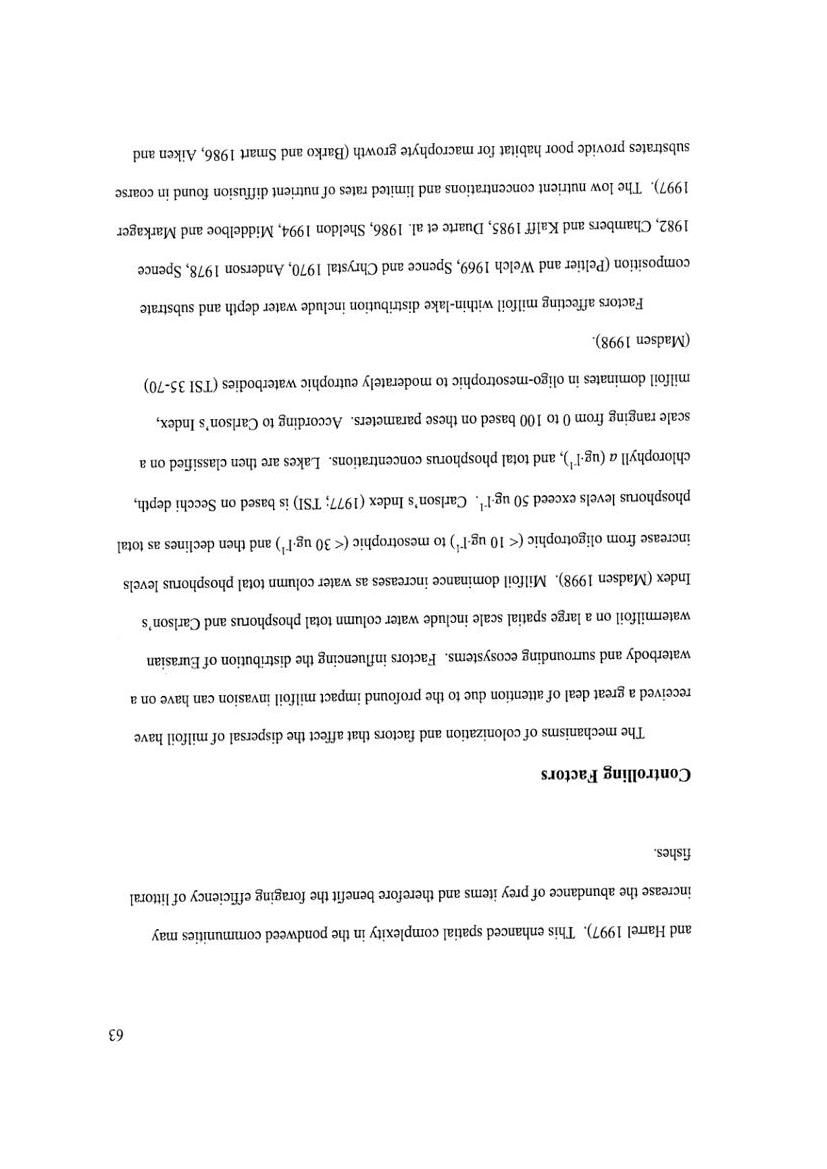 63
and Harrel 1997). This enhanced spatial complexity in the pondweed communities may
increase the abundance of prey items and therefore benefit the foraging efficiency of littoral
fishes.
Controlling Factors
The mechanisms of colonization and factors that affect the dispersal of milfoil have
received a great deal of attention due to the profound impact milfoil invasion can have on a
waterbody and surrounding ecosystems. Factors influencing the distribution of Eurasian
watermilfoil on a large spatial scale include water column total phosphorus and Carlson's
Index (Madsen 1998). Milfoil dominance increases as water column total phosphorus levels
increase from oligotrophic (< 10 ug·l⁻¹) to mesotrophic (< 30 ug·l⁻¹) and then declines as total
phosphorus levels exceed 50 ug·l⁻¹. Carlson's Index (1977; TSI) is based on Secchi depth,
chlorophyll a (ug·l⁻¹), and total phosphorus concentrations. Lakes are then classified on a
scale ranging from 0 to 100 based on these parameters. According to Carlson's Index,
milfoil dominates in oligo-mesotrophic to moderately eutrophic waterbodies (TSI 35-70)
(Madsen 1998).
Factors affecting milfoil within-lake distribution include water depth and substrate
composition (Peltier and Welch 1969, Spence and Chrystal 1970, Anderson 1978, Spence
1982, Chambers and Kalff 1985, Duarte et al. 1986, Sheldon 1994, Middelboe and Markager
1997). The low nutrient concentrations and limited rates of nutrient diffusion found in coarse
substrates provide poor habitat for macrophyte growth (Barko and Smart 1986, Aiken and